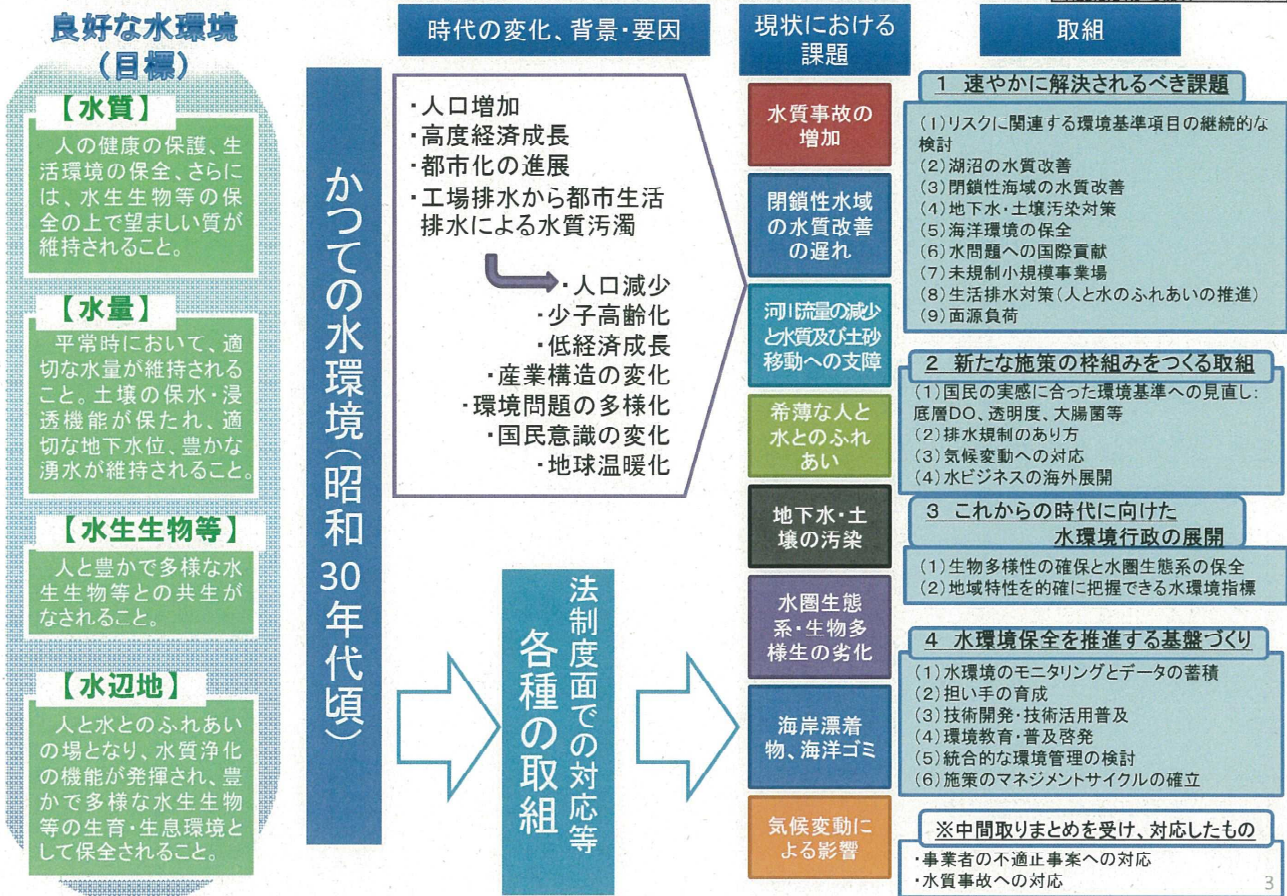 良好な水環境
（目標）
【水質】
人の健康の保護、生
活環境の保全、さらに
は、水生生物等の保
全の上で望ましい質が
維持されること。
【水量】
平常時において、適
切な水量が維持される
こと。土壌の保水・浸
透機能が保たれ、適
切な地下水位、豊かな
湧水が維持されること。
【水生生物等】
人と豊かで多様な水
生生物等との共生が
なされること。
【水辺地】
人と水とのふれあい
の場となり、水質浄化
の機能が発揮され、豊
かで多様な水生生物
等の生育・生息環境と
して保全されること。
かつての水環境（昭和30年代頃）
時代の変化、背景・要因
・人口増加
・高度経済成長
・都市化の進展
・工場排水から都市生活
排水による水質汚濁
・人口減少
・少子高齢化
・低経済成長
・産業構造の変化
・環境問題の多様化
・国民意識の変化
・地球温暖化
法制度面での対応等
各種の取組
現状における
課題
水質事故の
増加
閉鎖性水域
の水質改善
の遅れ
河川流量の減少
と水質及び土砂
移動への支障
希薄な人と
水とのふれ
あい
地下水・土
壌の汚染
水圏生態
系・生物多
様生の劣化
海岸漂着
物、海洋ゴミ
気候変動に
よる影響
取組
1 速やかに解決されるべき課題
(1)リスクに関連する環境基準項目の継続的な
検討
(2)湖沼の水質改善
(3)閉鎖性海域の水質改善
(4)地下水・土壌汚染対策
(5)海洋環境の保全
(6)水問題への国際貢献
(7)未規制小規模事業場
(8)生活排水対策（人と水のふれあいの推進）
(9)面源負荷
2 新たな施策の枠組みをつくる取組
(1)国民の実感に合った環境基準への見直し：
底層DO、透明度、大腸菌等
(2)排水規制のあり方
(3)気候変動への対応
(4)水ビジネスの海外展開
3 これからの時代に向けた
水環境行政の展開
(1)生物多様性の確保と水圏生態系の保全
(2)地域特性を的確に把握できる水環境指標
4 水環境保全を推進する基盤づくり
(1)水環境のモニタリングとデータの蓄積
(2)担い手の育成
(3)技術開発・技術活用普及
(4)環境教育・普及啓発
(5)統合的な環境管理の検討
(6)施策のマネジメントサイクルの確立
※中間取りまとめを受け、対応したもの
・事業者の不適正事案への対応
・水質事故への対応
3